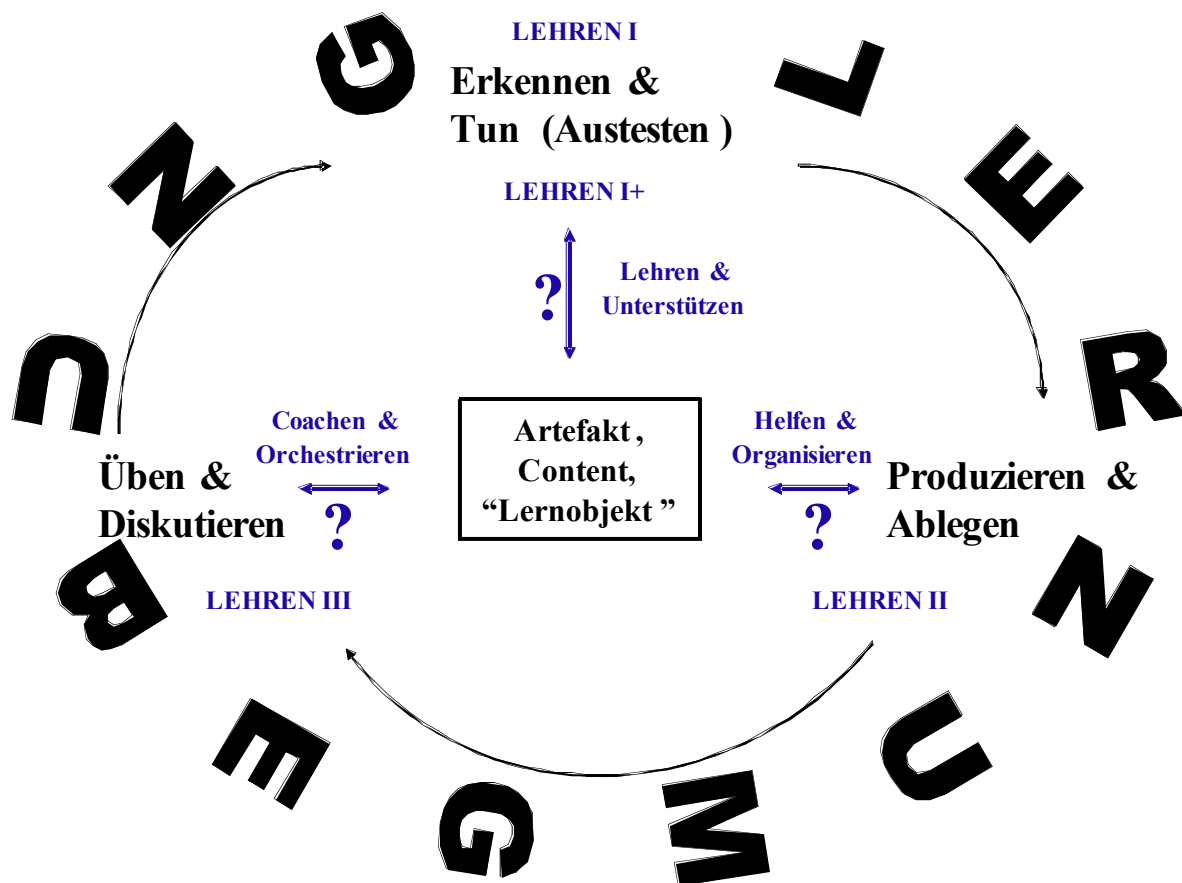 LERNUMGEBUNG
LEHREN I
Erkennen &
Tun (Austesten )
LEHREN I+
?
Lehren &
Unterstützen
Coachen &
Orchestrieren
?
Üben &
Diskutieren
LEHREN III
Artefakt ,
Content,
“Lernobjekt ”
Helfen &
Organisieren
?
Produzieren &
Ablegen
LEHREN II